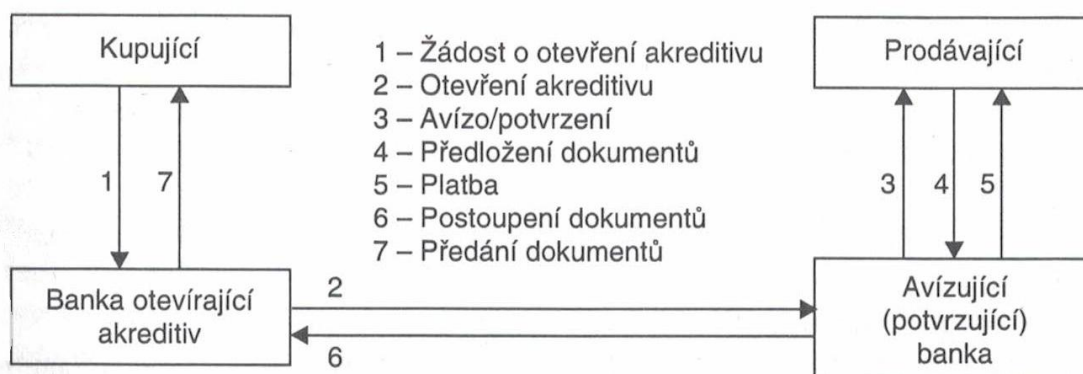 Kupující
1 – Žádost o otevření akreditivu
2 – Otevření akreditivu
3 – Avízo/potvrzení
4 – Předložení dokumentů
5 – Platba
6 – Postoupení dokumentů
7 – Předání dokumentů
Prodávající
1
7
3
4
5
Banka otevírající
akreditiv
2
6
Avízující
(potvrzující)
banka